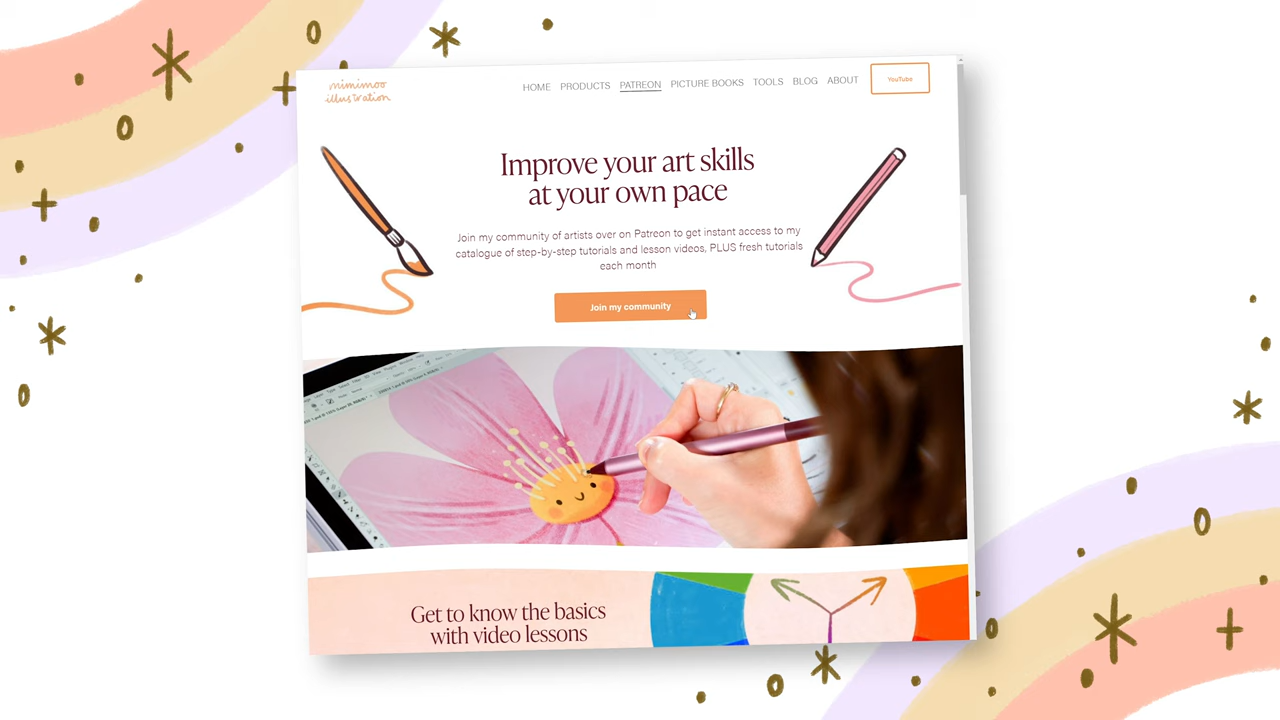 mimimoo
illustration
HOME PRODUCTS PATREON PICTURE BOOKS TOOLS BLOG ABOUT
YouTube
Improve your art skills
at your own pace
Join my community of artists over on Patreon to get instant access to my
catalogue of step-by-step tutorials and lesson videos, PLUS fresh tutorials
each month
Join my community
Get to know the basics
with video lessons